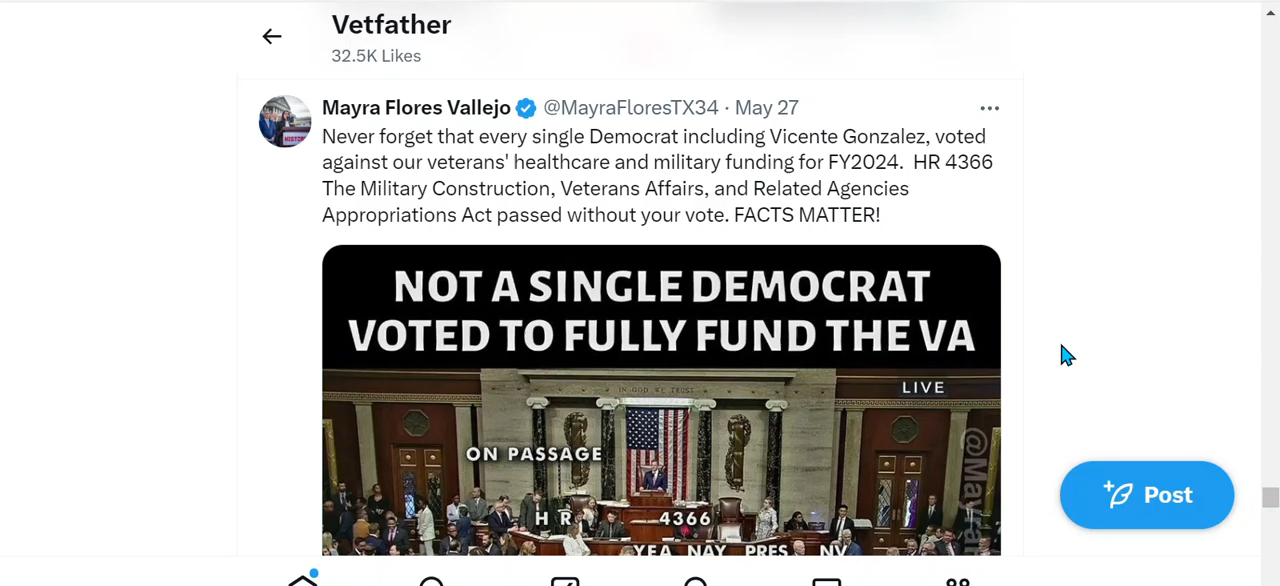 Vetfather
32.5K Likes
Mayra Flores Vallejo @MayraFloresTX34 · May 27
Never forget that every single Democrat including Vicente Gonzalez, voted
against our veterans' healthcare and military funding for FY2024. HR 4366
The Military Construction, Veterans Affairs, and Related Agencies
Appropriations Act passed without your vote. FACTS MATTER!
NOT A SINGLE DEMOCRAT
VOTED TO FULLY FUND THE VA
IN GOD WE TRUST
LIVE
ON PASSAGE
H R 4366
YEA NAY PRES NV
Post